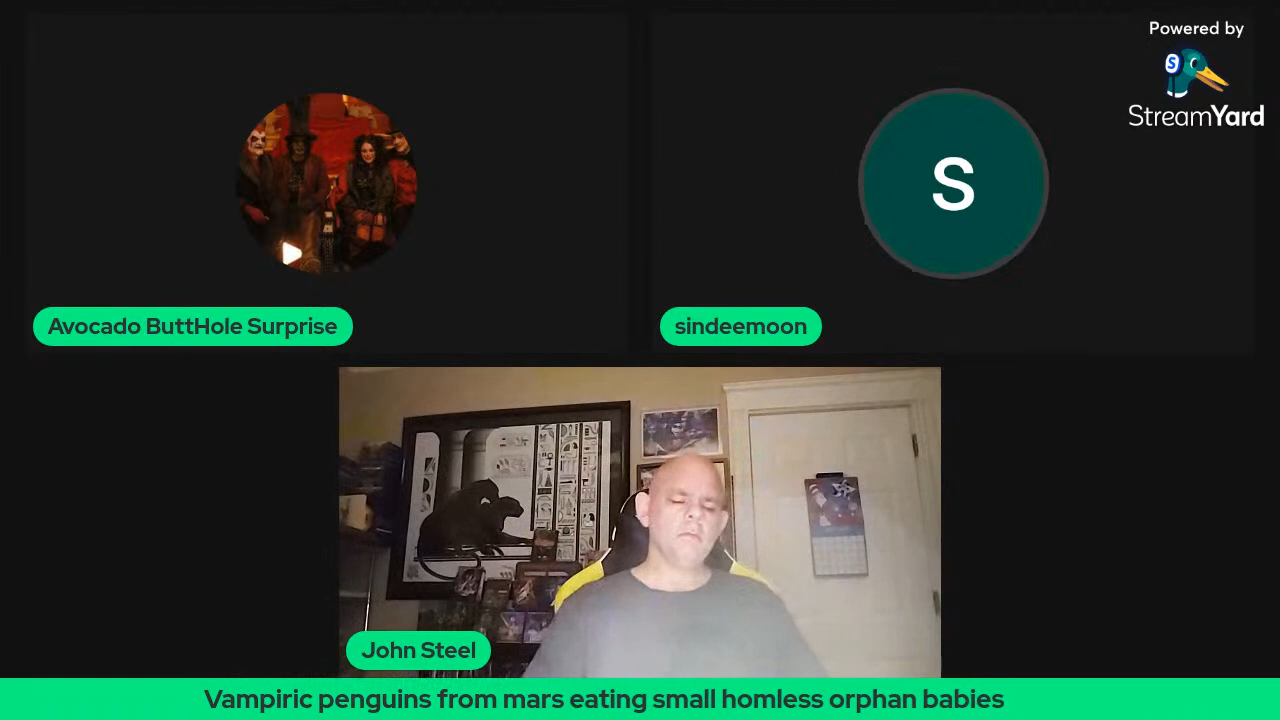 Powered by
S
StreamYard
S
Avocado ButtHole Surprise
sindeemoon
John Steel
Vampiric penguins from mars eating small homless orphan babies